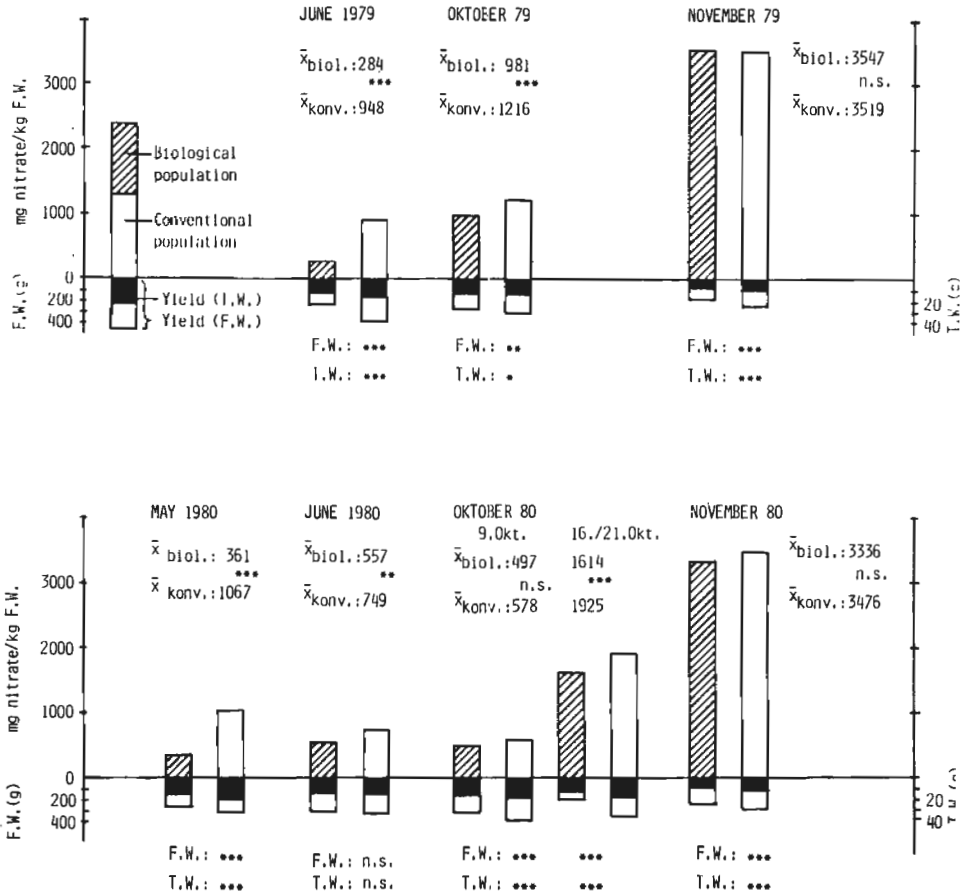 JUNE 1979
OKTOBER 79
NOVEMBER 79
x̄biol.:284
***
x̄konv.:948
x̄biol.: 981
***
x̄konv.:1216
x̄biol.:3547
n.s.
x̄konv.:3519
mg nitrate/kg F.W.
3000
2000
1000
0
200
400
F.W.(g)
Biological
population
Conventional
population
Yield (T.W.)
Yield (F.W.)
20
40
T.W.(g)
F.W.: ***
T.W.: ***
F.W.: **
T.W.: *
F.W.: ***
T.W.: ***
MAY 1980
JUNE 1980
OKTOBER 80
NOVEMBER 80
9.Okt.
16./21.Okt.
x̄ biol.: 361
***
x̄ konv.:1067
x̄biol.:557
**
x̄konv.:749
x̄biol.:497
n.s.
x̄konv.:578
1614
***
1925
x̄biol.:3336
n.s.
x̄konv.:3476
mg nitrate/kg F.W.
3000
2000
1000
0
200
400
F.W.(g)
20
40
T.W.(g)
F.W.: ***
T.W.: ***
F.W.: n.s.
T.W.: n.s.
F.W.: *** ***
T.W.: *** ***
F.W.: ***
T.W.: ***